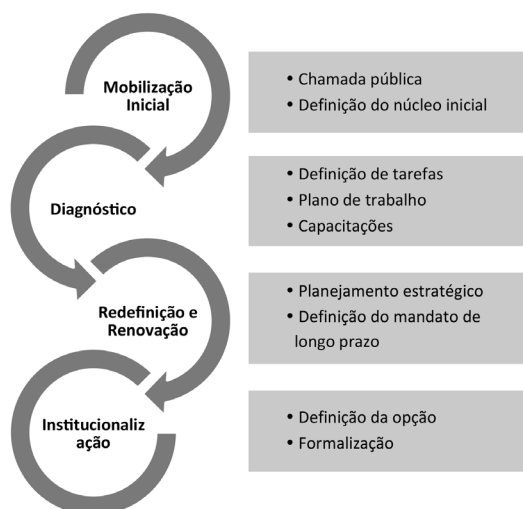 Mobilização
Inicial
• Chamada pública
• Definição do núcleo inicial
Diagnóstico
• Definição de tarefas
• Plano de trabalho
• Capacitações
Redefinição e
Renovação
• Planejamento estratégico
• Definição do mandato de
longo prazo
Institucionaliz
ação
• Definição da opção
• Formalização